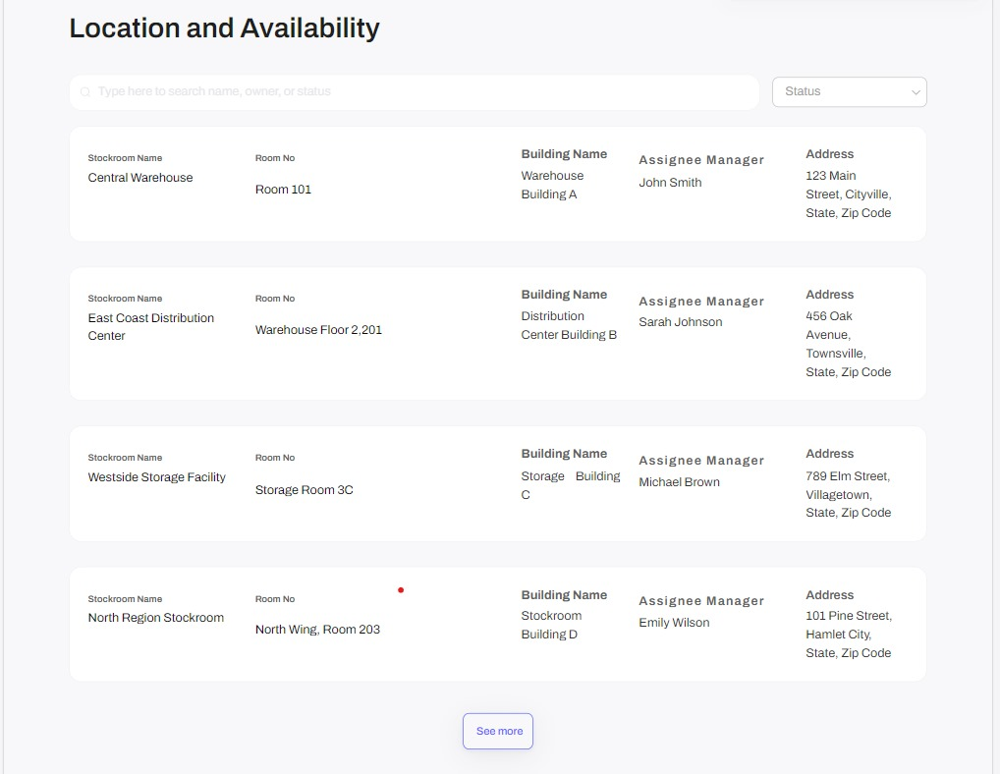 Location and Availability
Type here to search name, owner, or status
Status
Stockroom Name
Central Warehouse
Room No
Room 101
Building Name
Warehouse
Building A
Assignee Manager
John Smith
Address
123 Main
Street, Cityville,
State, Zip Code
Stockroom Name
East Coast Distribution
Center
Room No
Warehouse Floor 2,201
Building Name
Distribution
Center Building B
Assignee Manager
Sarah Johnson
Address
456 Oak
Avenue,
Townsville,
State, Zip Code
Stockroom Name
Westside Storage Facility
Room No
Storage Room 3C
Building Name
Storage Building
C
Assignee Manager
Michael Brown
Address
789 Elm Street,
Villagetown,
State, Zip Code
Stockroom Name
North Region Stockroom
Room No
North Wing, Room 203
Building Name
Stockroom
Building D
Assignee Manager
Emily Wilson
Address
101 Pine Street,
Hamlet City,
State, Zip Code
See more